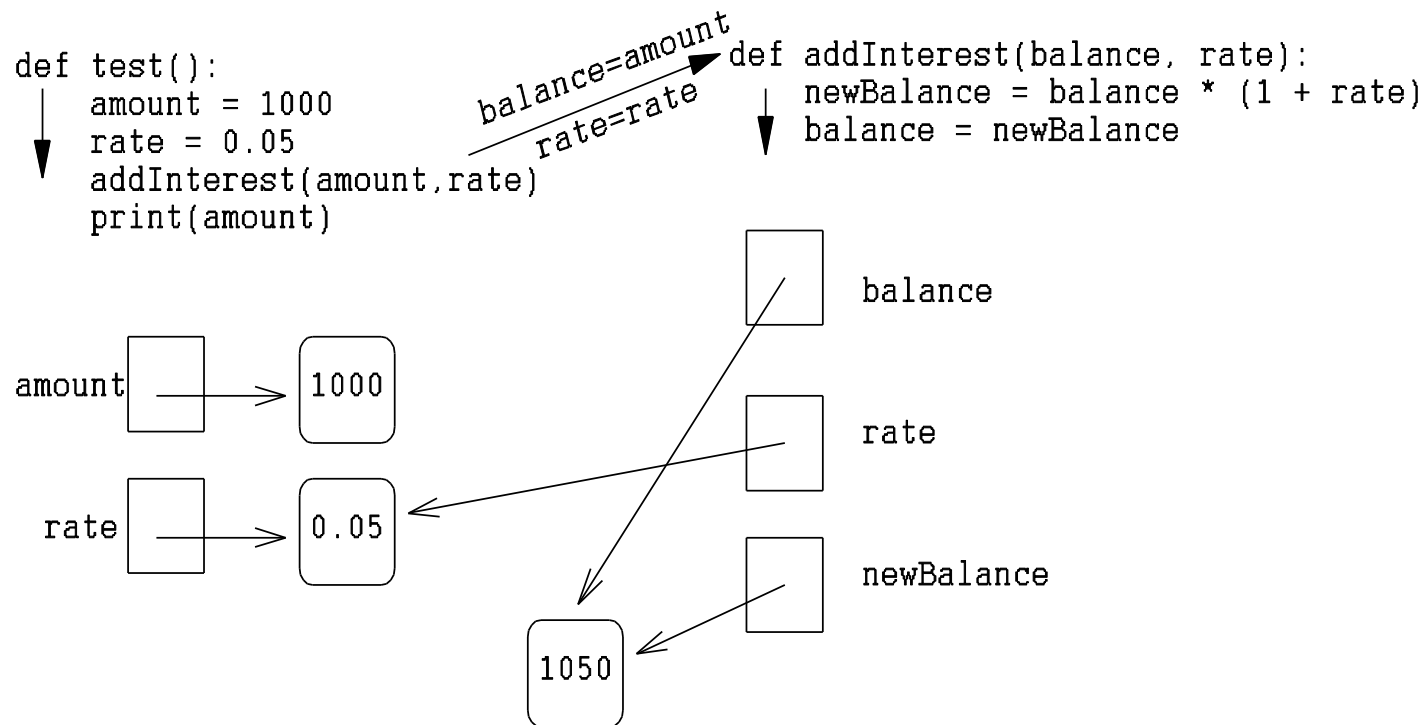 def test():
amount = 1000
rate = 0.05
addInterest(amount,rate)
print(amount)
balance=amount
rate=rate
def addInterest(balance, rate):
newBalance = balance * (1 + rate)
balance = newBalance
balance
amount
1000
rate
rate
0.05
newBalance
1050